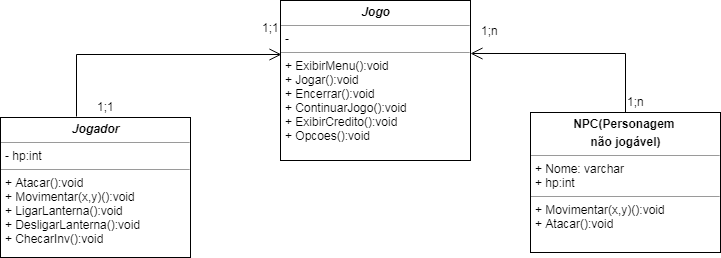 Jogo
-
+ ExibirMenu():void
+ Jogar():void
+ Encerrar():void
+ ContinuarJogo():void
+ ExibirCredito():void
+ Opcoes():void
1;1
1;n
1;1
1;n
Jogador
- hp:int
+ Atacar():void
+ Movimentar(x,y)():void
+ LigarLanterna():void
+ DesligarLanterna():void
+ ChecarInv():void
NPC(Personagem
não jogável)
+ Nome: varchar
+ hp:int
+ Movimentar(x,y)():void
+ Atacar():void